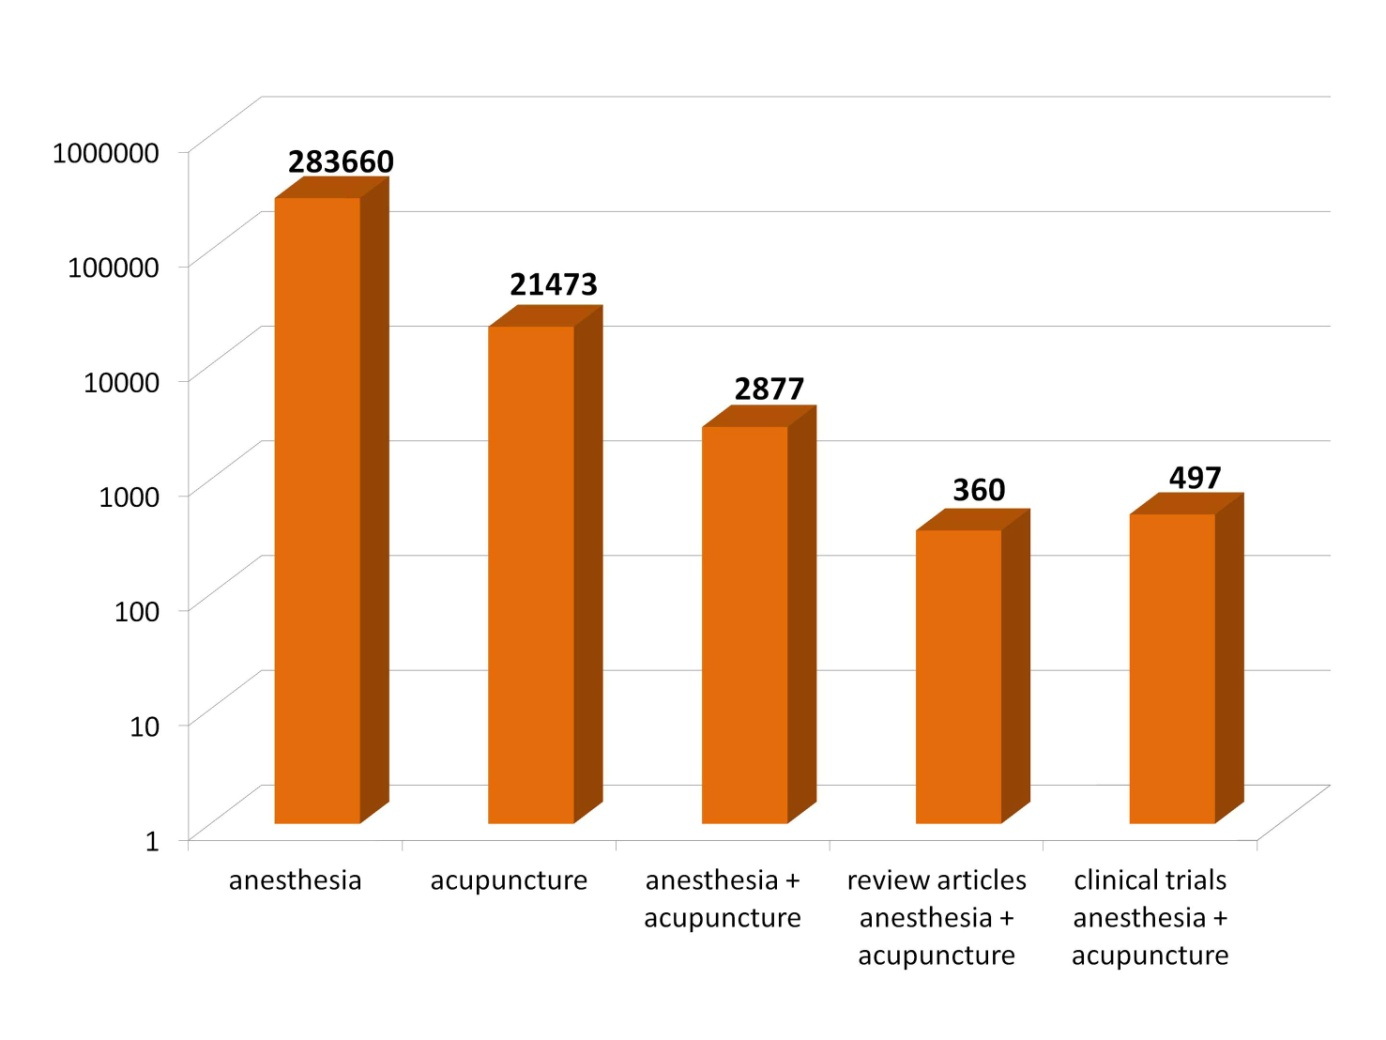 1000000
100000
10000
1000
100
10
1
283660
21473
2877
360
497
anesthesia
acupuncture
anesthesia +
acupuncture
review articles
anesthesia +
acupuncture
clinical trials
anesthesia +
acupuncture